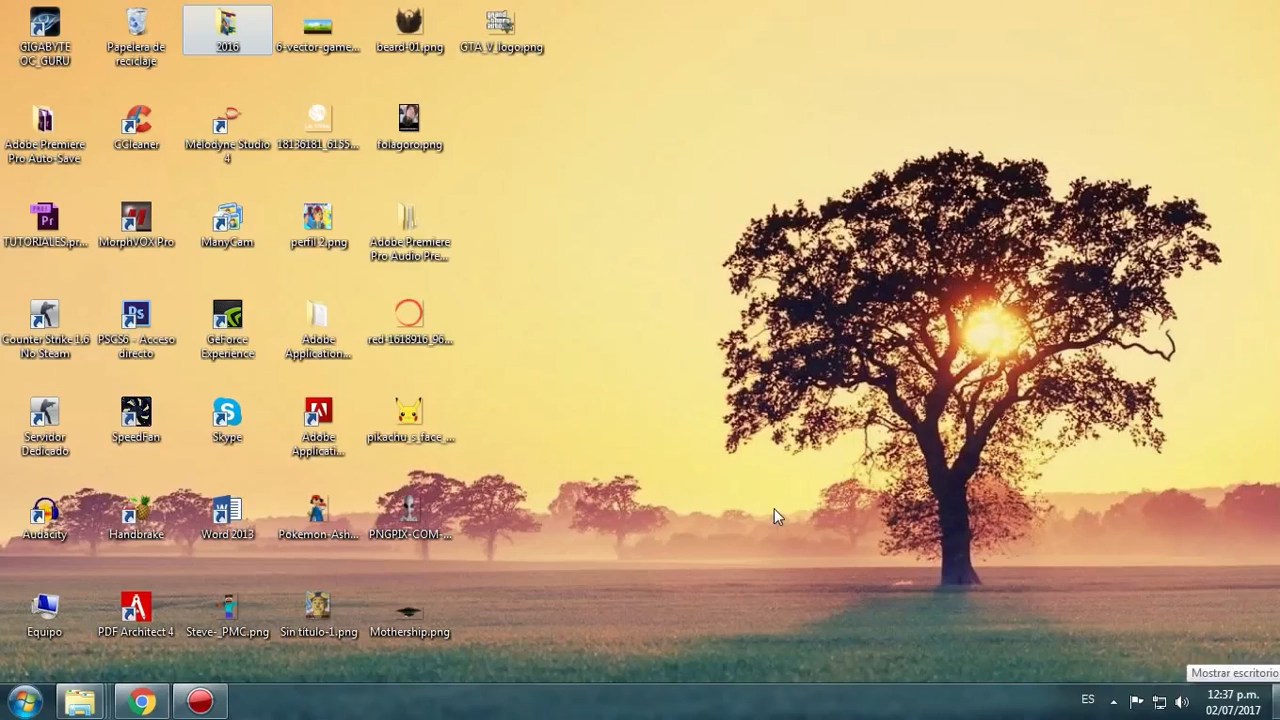 GIGABYTE
OC_GURU
Papelera de
reciclaje
2016
6-vector-game...
beard-01.png
GTA_V_logo.png
Adobe Premiere
Pro Auto-Save
CCleaner
Melodyne Studio
4
18136181_6155...
folagoro.png
TUTORIALES.pr...
MorphVOX Pro
ManyCam
perfil 2.png
Adobe Premiere
Pro Audio Pre...
Counter Strike 1.6
No Steam
PSCS6 - Acceso
directo
GeForce
Experience
Adobe
Application...
red-1618916_96...
Servidor
Dedicado
SpeedFan
Skype
Adobe
Applicati...
pikachu_s_face_...
Audacity
Handbrake
Word 2013
Pokemon-Ash...
PNGPIX-COM-...
Equipo
PDF Architect 4
Steve-_PMC.png
Sin título-1.png
Mothership.png
Mostrar escritorio
ES
12:37 p.m.
02/07/2017